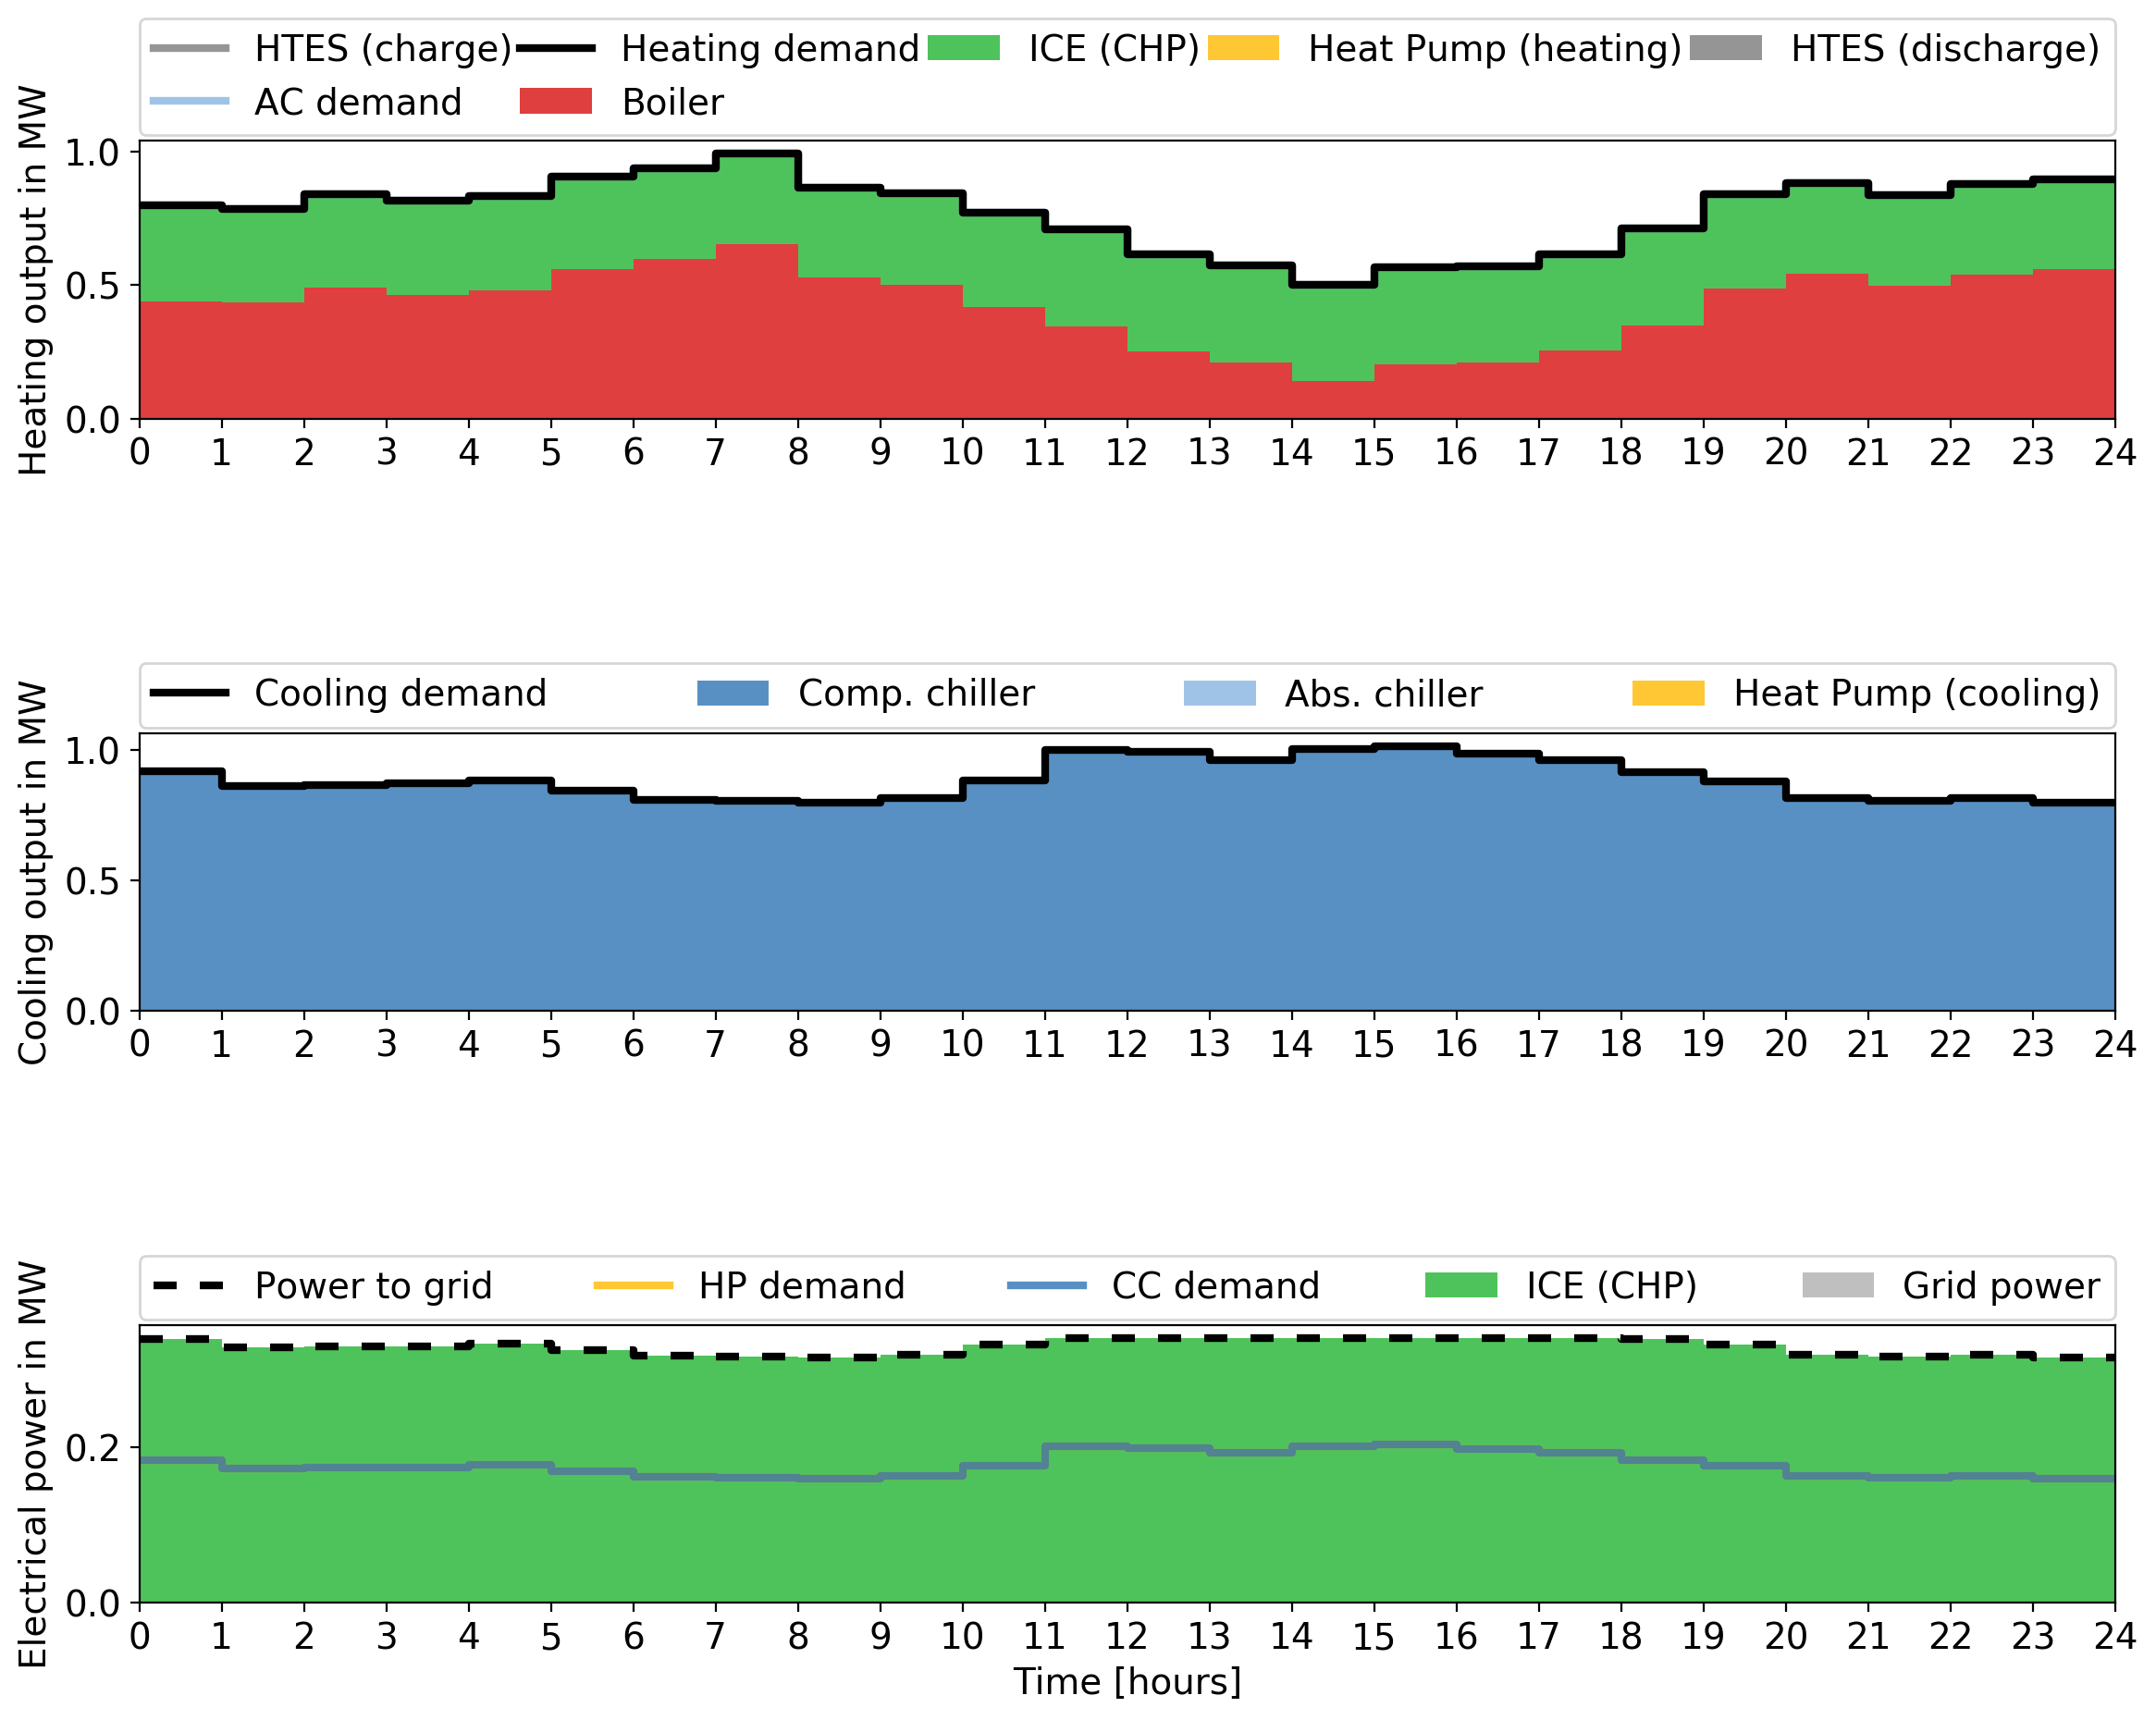 HTES (charge) Heating demand ICE (CHP) Heat Pump (heating) HTES (discharge)
AC demand Boiler
Heating output in MW
1.0
0.5
0.0
0 1 2 3 4 5 6 7 8 9 10 11 12 13 14 15 16 17 18 19 20 21 22 23 24
Cooling demand Comp. chiller Abs. chiller Heat Pump (cooling)
Cooling output in MW
1.0
0.5
0.0
0 1 2 3 4 5 6 7 8 9 10 11 12 13 14 15 16 17 18 19 20 21 22 23 24
Power to grid HP demand CC demand ICE (CHP) Grid power
Electrical power in MW
0.2
0.0
0 1 2 3 4 5 6 7 8 9 10 11 12 13 14 15 16 17 18 19 20 21 22 23 24
Time [hours]